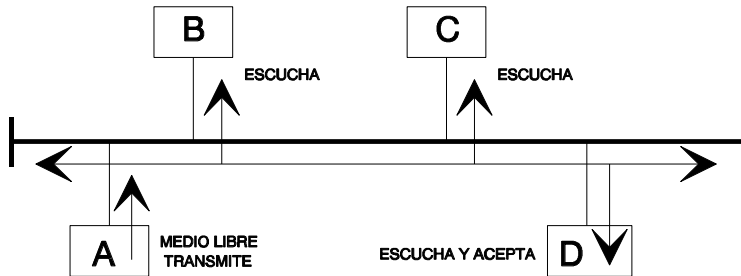 B
C
ESCUCHA
ESCUCHA
A
MEDIO LIBRE
TRANSMITE
ESCUCHA Y ACEPTA
D